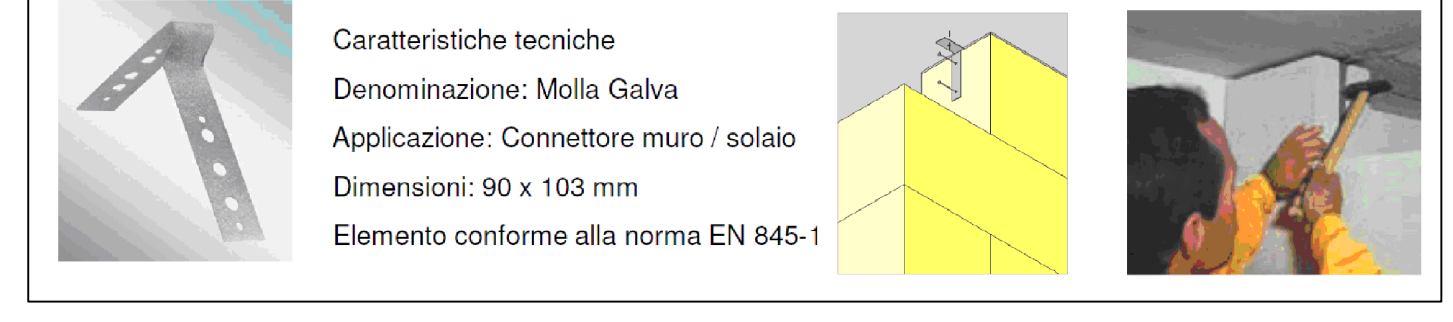 Caratteristiche tecniche
Denominazione: Molla Galva
Applicazione: Connettore muro / solaio
Dimensioni: 90 x 103 mm
Elemento conforme alla norma EN 845-1